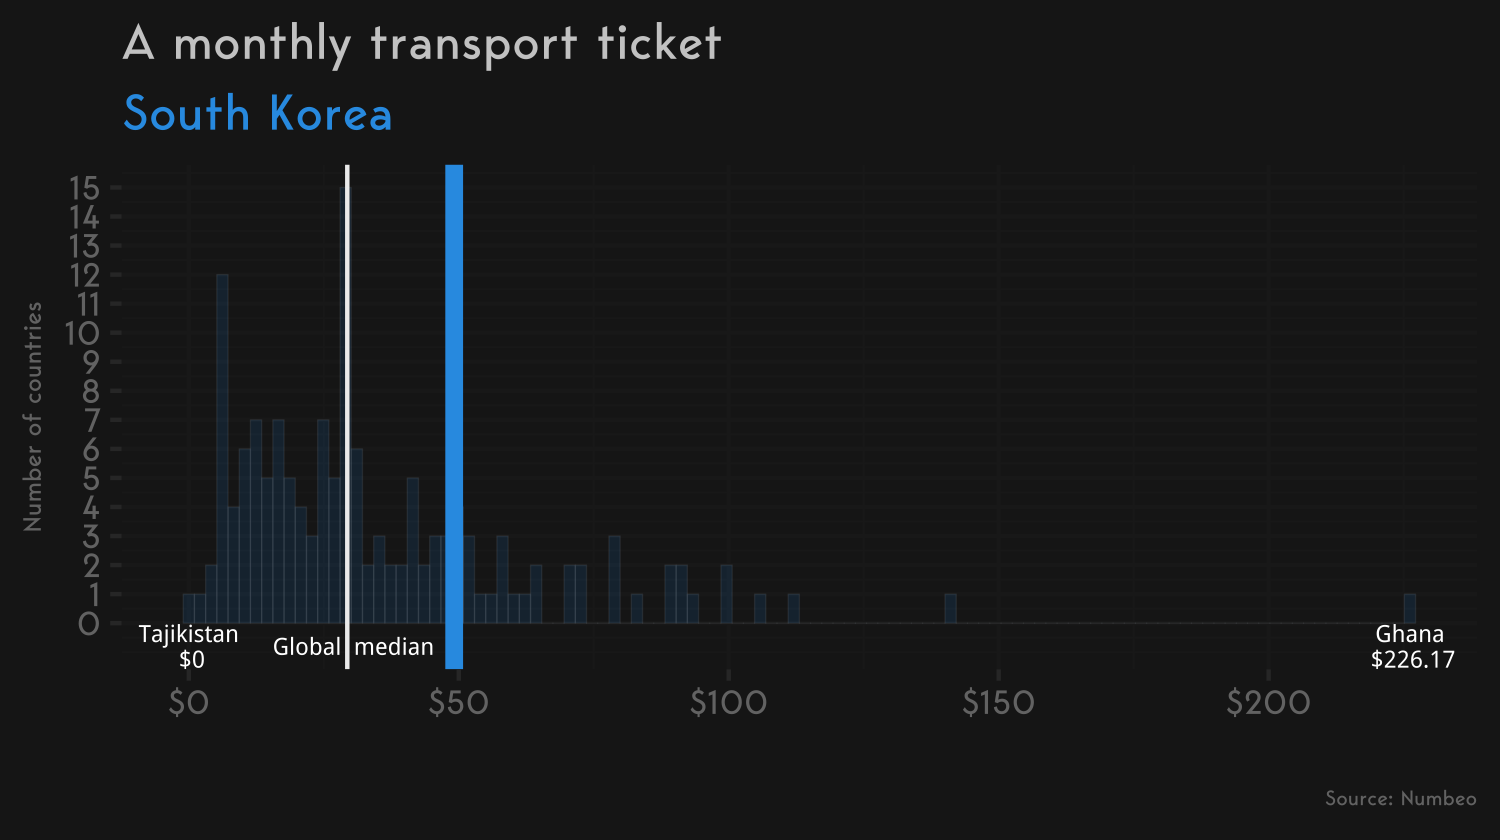 A monthly transport ticket
South Korea
Number of countries
15
14
13
12
11
10
9
8
7
6
5
4
3
2
1
0
Tajikistan
$0
Global median
Ghana
$226.17
$0 $50 $100 $150 $200
Source: Numbeo